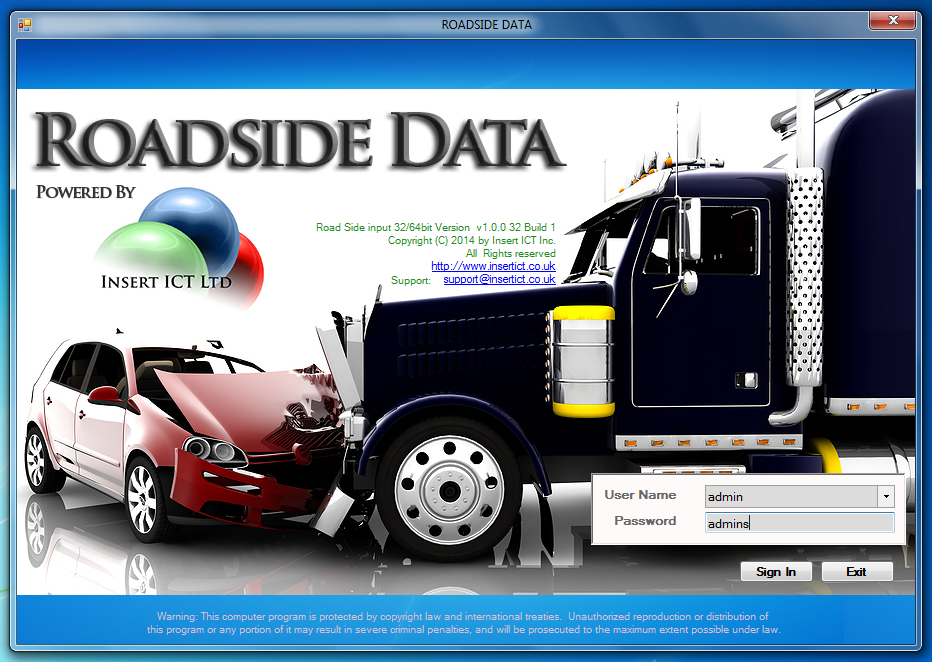 ROADSIDE DATA
ROADSIDE DATA
POWERED BY
INSERT ICT LTD
Road Side input 32/64bit Version v1.0.0 32 Build 1
Copyright (C) 2014 by Insert ICT Inc.
All Rights reserved
http://www.insertict.co.uk
Support: support@insertict.co.uk
User Name admin
Password admins
Sign In Exit
Warning: This computer program is protected by copyright law and international treaties. Unauthorized reproduction or distribution of
this program or any portion of it may result in severe criminal penalties, and will be prosecuted to the maximum extent possible under law.